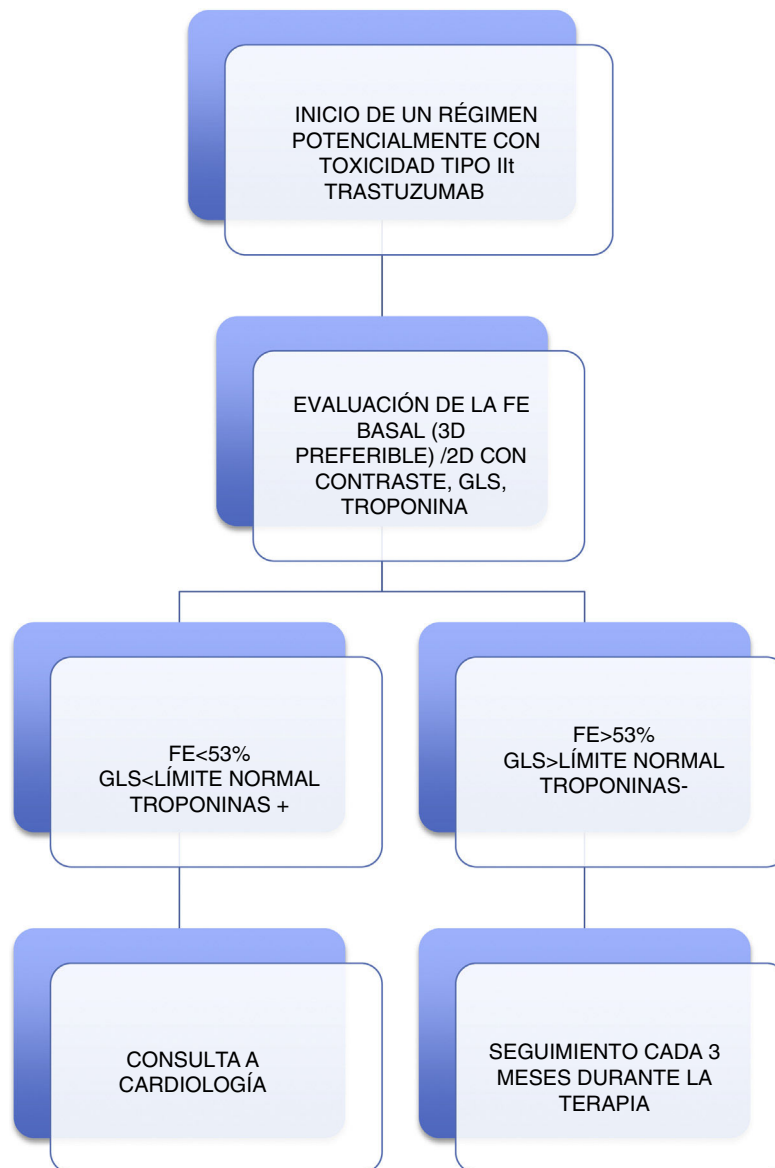 INICIO DE UN RÉGIMEN
POTENCIALMENTE CON
TOXICIDAD TIPO IIt
TRASTUZUMAB
EVALUACIÓN DE LA FE
BASAL (3D
PREFERIBLE) /2D CON
CONTRASTE, GLS,
TROPONINA
FE<53%
GLS<LÍMITE NORMAL
TROPONINAS +
FE>53%
GLS>LÍMITE NORMAL
TROPONINAS-
CONSULTA A
CARDIOLOGÍA
SEGUIMIENTO CADA 3
MESES DURANTE LA
TERAPIA